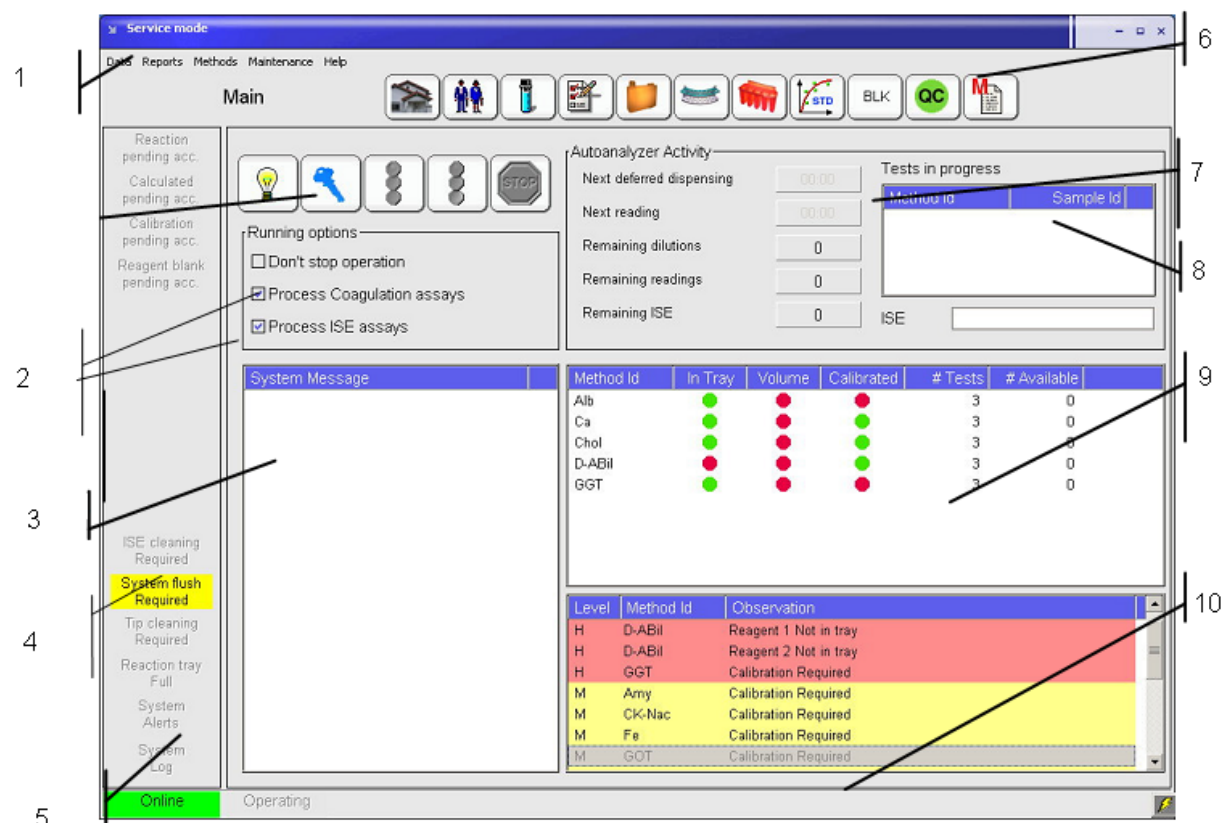 Service mode
Data Reports Methods Maintenance Help
Main
STD
BLK
QC
M
Reaction
pending acc.
Calculated
pending acc.
Calibration
pending acc.
Reagent blank
pending acc.
ISE cleaning
Required
System flush
Required
Tip cleaning
Required
Reaction tray
Full
System
Alerts
System
Log
Online
Operating
STOP
Running options
Don't stop operation
Process Coagulation assays
Process ISE assays
System Message
Autoanalyzer Activity
Next deferred dispensing 00:00
Next reading 00:00
Remaining dilutions 0
Remaining readings 0
Remaining ISE 0
Tests in progress
Method Id Sample Id
ISE
Method Id In Tray Volume Calibrated # Tests # Available
Alb 3 0
Ca 3 0
Chol 3 0
D-ABil 3 0
GGT 3 0
Level Method Id Observation
H D-ABil Reagent 1 Not in tray
H D-ABil Reagent 2 Not in tray
H GGT Calibration Required
M Amy Calibration Required
M CK-Nac Calibration Required
M Fe Calibration Required
M GOT Calibration Required
1
2
3
4
5
6
7
8
9
10